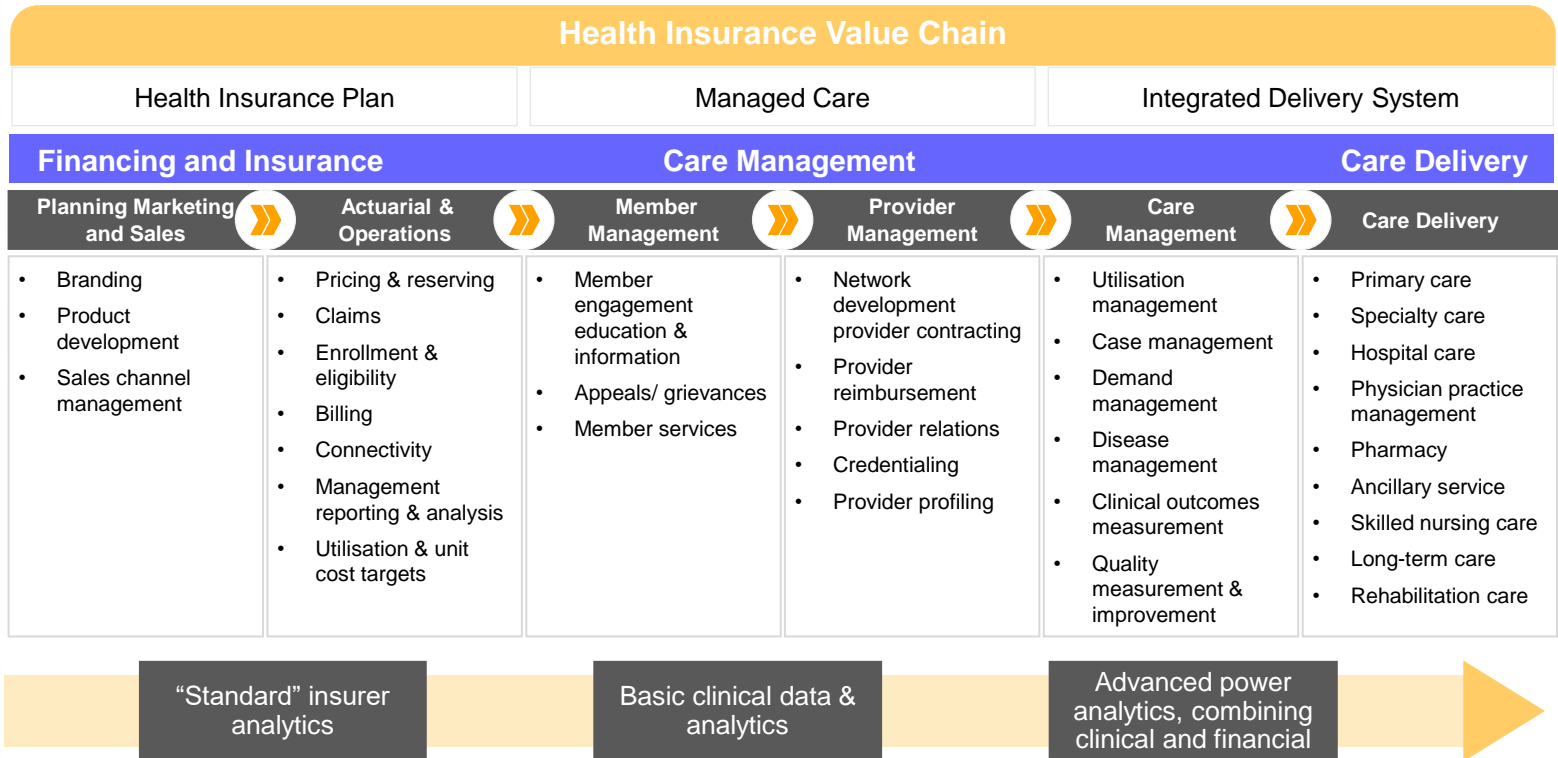 Health Insurance Value Chain
Health Insurance Plan
Managed Care
Integrated Delivery System
Financing and Insurance
Care Management
Care Delivery
Planning Marketing
and Sales
Actuarial &
Operations
Member
Management
Provider
Management
Care
Management
Care Delivery
• Branding
• Product
development
• Sales channel
management
• Pricing & reserving
• Claims
• Enrollment &
eligibility
• Billing
• Connectivity
• Management
reporting & analysis
• Utilisation & unit
cost targets
• Member
engagement
education &
information
• Appeals/ grievances
• Member services
• Network
development
provider contracting
• Provider
reimbursement
• Provider relations
• Credentialing
• Provider profiling
• Utilisation
management
• Case management
• Demand
management
• Disease
management
• Clinical outcomes
measurement
• Quality
measurement &
improvement
• Primary care
• Specialty care
• Hospital care
• Physician practice
management
• Pharmacy
• Ancillary service
• Skilled nursing care
• Long-term care
• Rehabilitation care
“Standard” insurer
analytics
Basic clinical data &
analytics
Advanced power
analytics, combining
clinical and financial